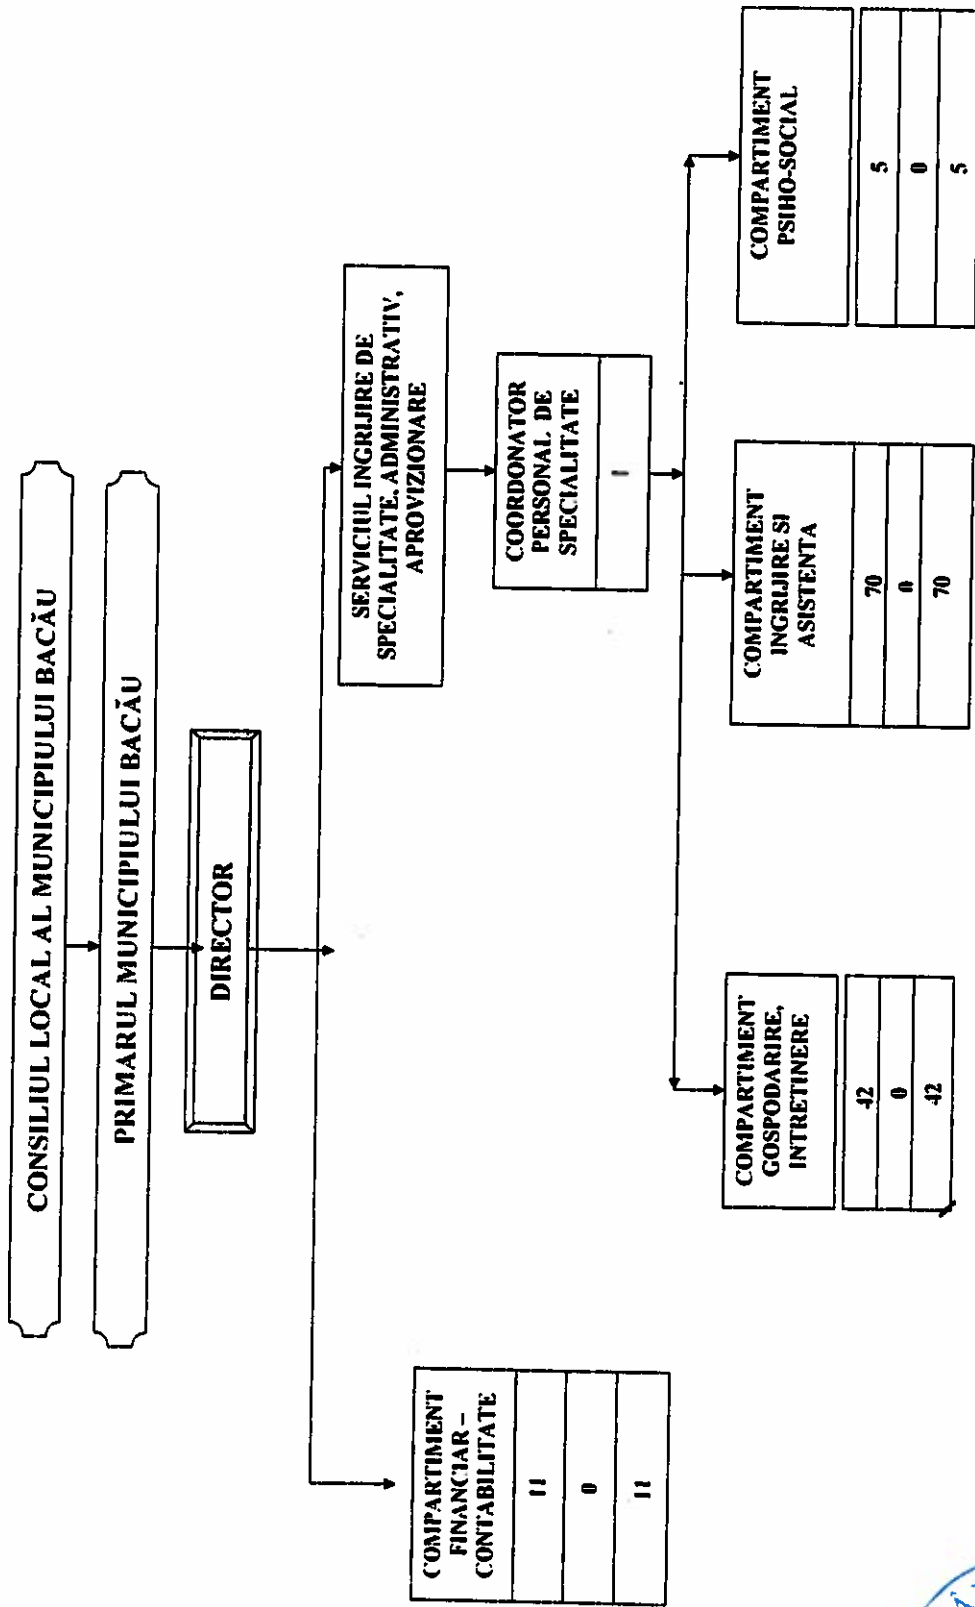 CONSILIUL LOCAL AL MUNICIPIULUI BACĂU
PRIMARUL MUNICIPIULUI BACĂU
DIRECTOR
COMPARTIMENT
FINANCIAR –
CONTABILITATE
11
0
11
SERVICIUL INGRIJIRE DE
SPECIALITATE, ADMINISTRATIV,
APROVIZIONARE
COORDONATOR
PERSONAL DE
SPECIALITATE
1
COMPARTIMENT
GOSPODARIRE,
INTRETINERE
42
0
42
COMPARTIMENT
INGRIJIRE SI
ASISTENTA
70
0
70
COMPARTIMENT
PSIHO-SOCIAL
5
0
5